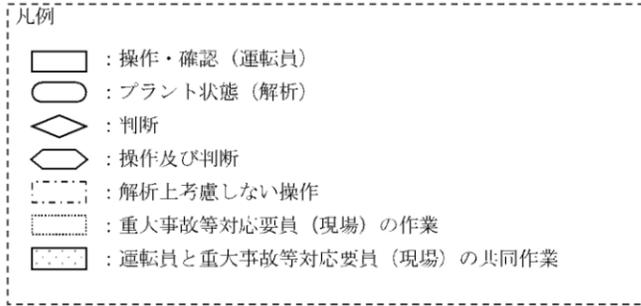 凡例
：操作・確認（運転員）
：プラント状態（解析）
：判断
：操作及び判断
：解析上考慮しない操作
：重大事故等対応要員（現場）の作業
：運転員と重大事故等対応要員（現場）の共同作業